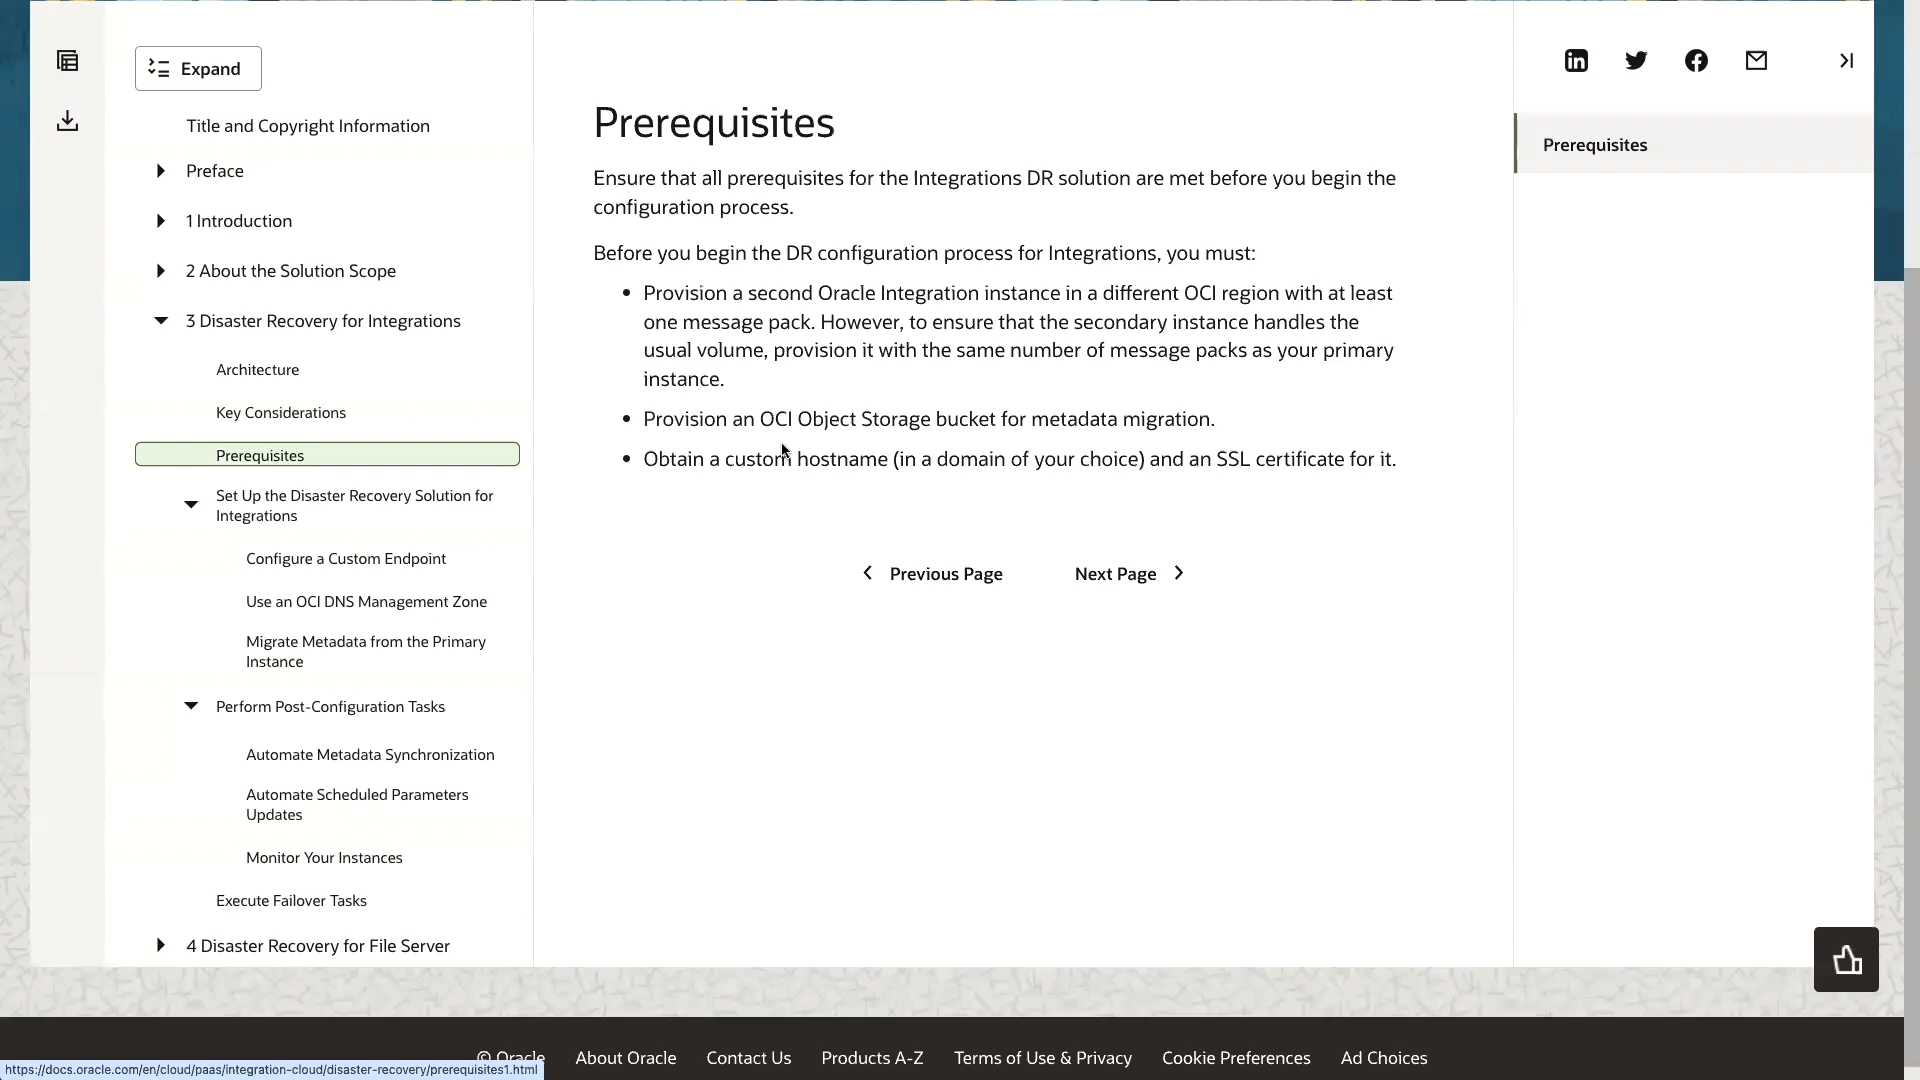 Expand
Title and Copyright Information
Preface
1 Introduction
2 About the Solution Scope
3 Disaster Recovery for Integrations
Architecture
Key Considerations
Prerequisites
Set Up the Disaster Recovery Solution for
Integrations
Configure a Custom Endpoint
Use an OCI DNS Management Zone
Migrate Metadata from the Primary
Instance
Perform Post-Configuration Tasks
Automate Metadata Synchronization
Automate Scheduled Parameters
Updates
Monitor Your Instances
Execute Failover Tasks
4 Disaster Recovery for File Server
Prerequisites
Ensure that all prerequisites for the Integrations DR solution are met before you begin the
configuration process.
Before you begin the DR configuration process for Integrations, you must:
• Provision a second Oracle Integration instance in a different OCI region with at least
one message pack. However, to ensure that the secondary instance handles the
usual volume, provision it with the same number of message packs as your primary
instance.
• Provision an OCI Object Storage bucket for metadata migration.
• Obtain a custom hostname (in a domain of your choice) and an SSL certificate for it.
Previous Page Next Page
Prerequisites
© Oracle About Oracle Contact Us Products A-Z Terms of Use & Privacy Cookie Preferences Ad Choices
https://docs.oracle.com/en/cloud/paas/integration-cloud/disaster-recovery/prerequisites1.html